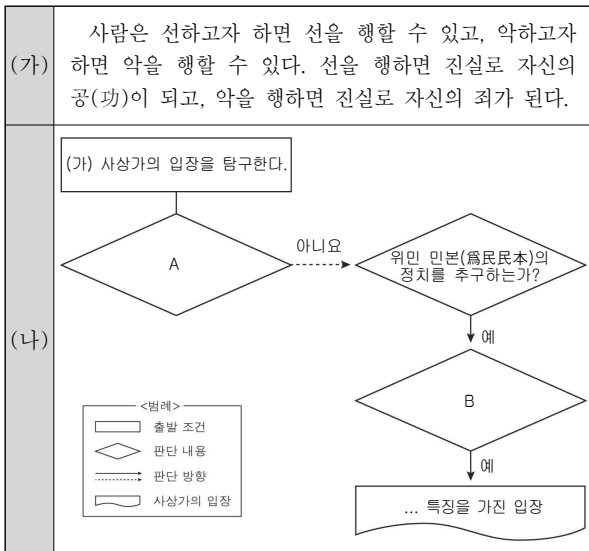 (가)
사람은 선하고자 하면 선을 행할 수 있고, 악하고자
하면 악을 행할 수 있다. 선을 행하면 진실로 자신의
공(功)이 되고, 악을 행하면 진실로 자신의 죄가 된다.
(나)
(가) 사상가의 입장을 탐구한다.
A
아니요
위민 민본(爲民民本)의
정치를 추구하는가?
예
B
예
... 특징을 가진 입장
<범례>
출발 조건
판단 내용
판단 방향
사상가의 입장